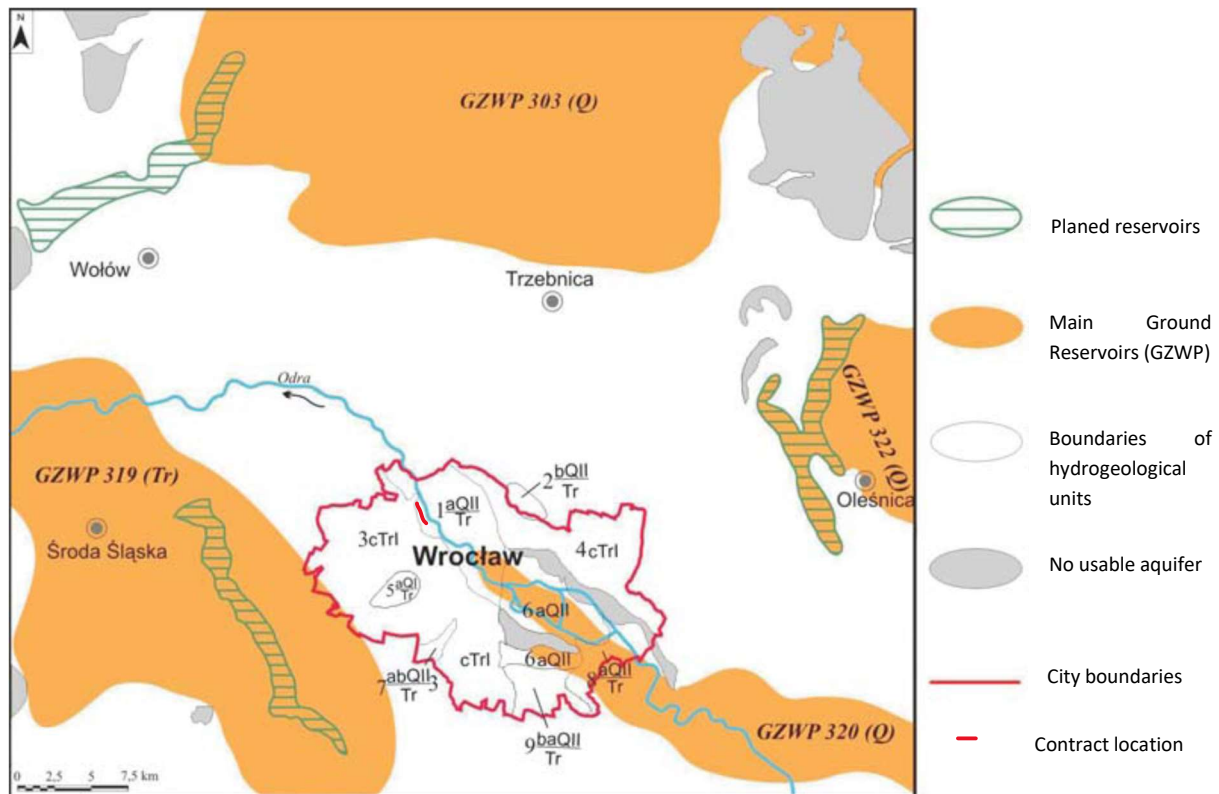 N
GZWP 303 (Q)
Wołów
Trzebnica
Odra
GZWP 319 (Tr)
Środa Śląska
GZWP 322 (Q)
Oleśnica
2 bQII
Tr
1 aQII
Tr
3cTrI
4cTrI
Wrocław
5 aQI
Tr
6aQII
cTrI
6aQII
8 aQII
Tr
7 abQII 3
Tr
9 baQII
Tr
GZWP 320 (Q)
0 2,5 5 7,5 km
Planed reservoirs
Main Ground
Reservoirs (GZWP)
Boundaries of
hydrogeological
units
No usable aquifer
City boundaries
Contract location